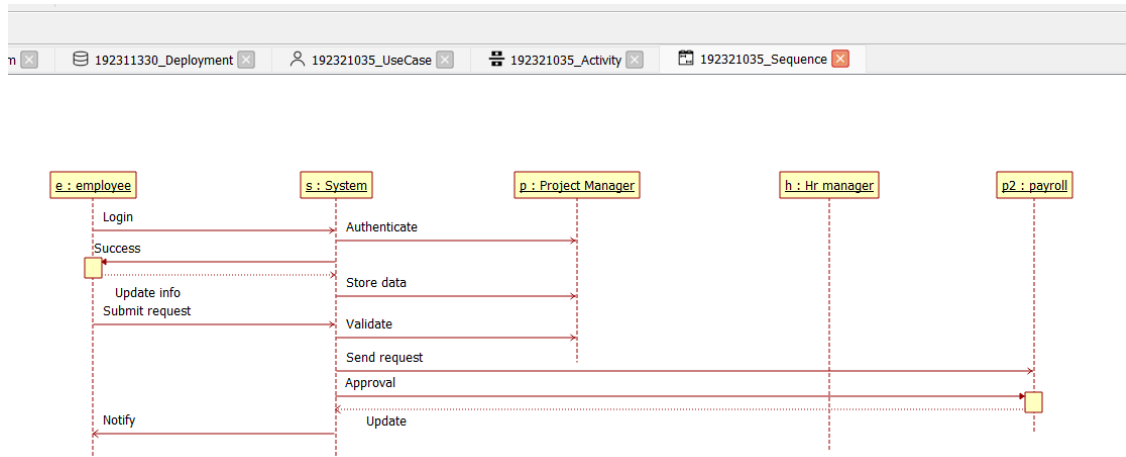 m
192311330_Deployment
192321035_UseCase
192321035_Activity
192321035_Sequence
e : employee
s : System
p : Project Manager
h : Hr manager
p2 : payroll
Login
Authenticate
Success
Store data
Update info
Submit request
Validate
Send request
Approval
Notify
Update